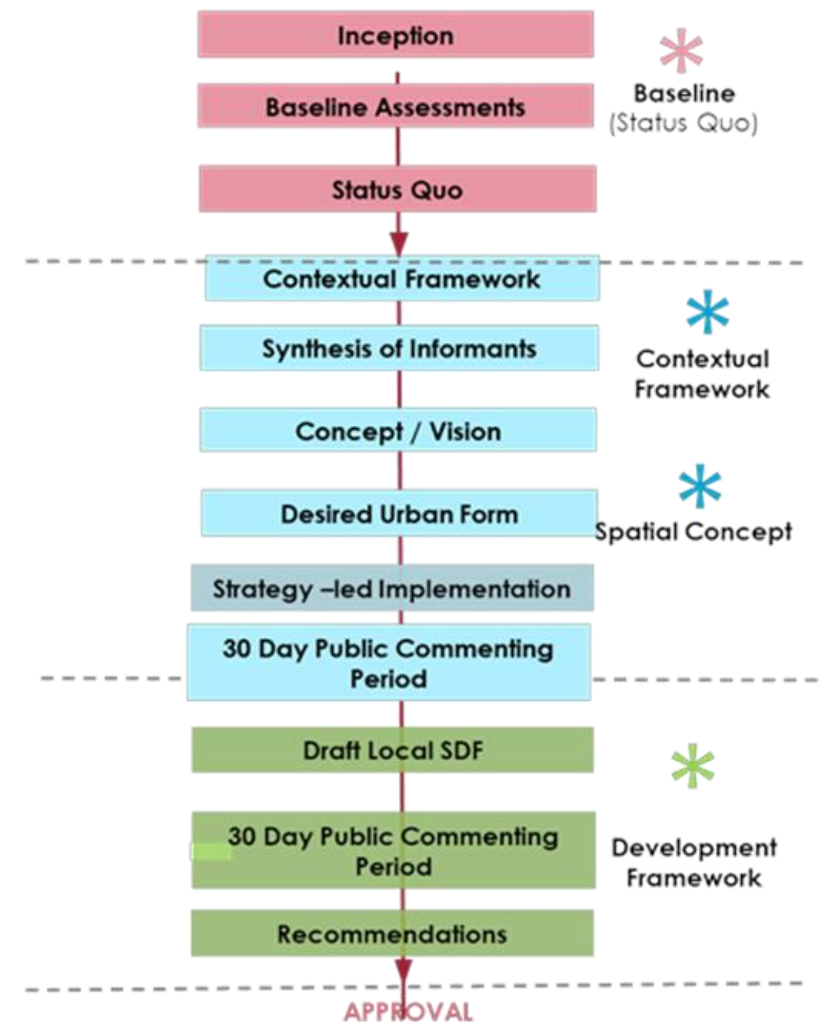 Inception
Baseline Assessments
Baseline
(Status Quo)
Status Quo
Contextual Framework
Synthesis of Informants
Contextual
Framework
Concept / Vision
Desired Urban Form
Spatial Concept
Strategy –led Implementation
30 Day Public Commenting
Period
Draft Local SDF
30 Day Public Commenting
Period
Development
Framework
Recommendations
APPROVAL